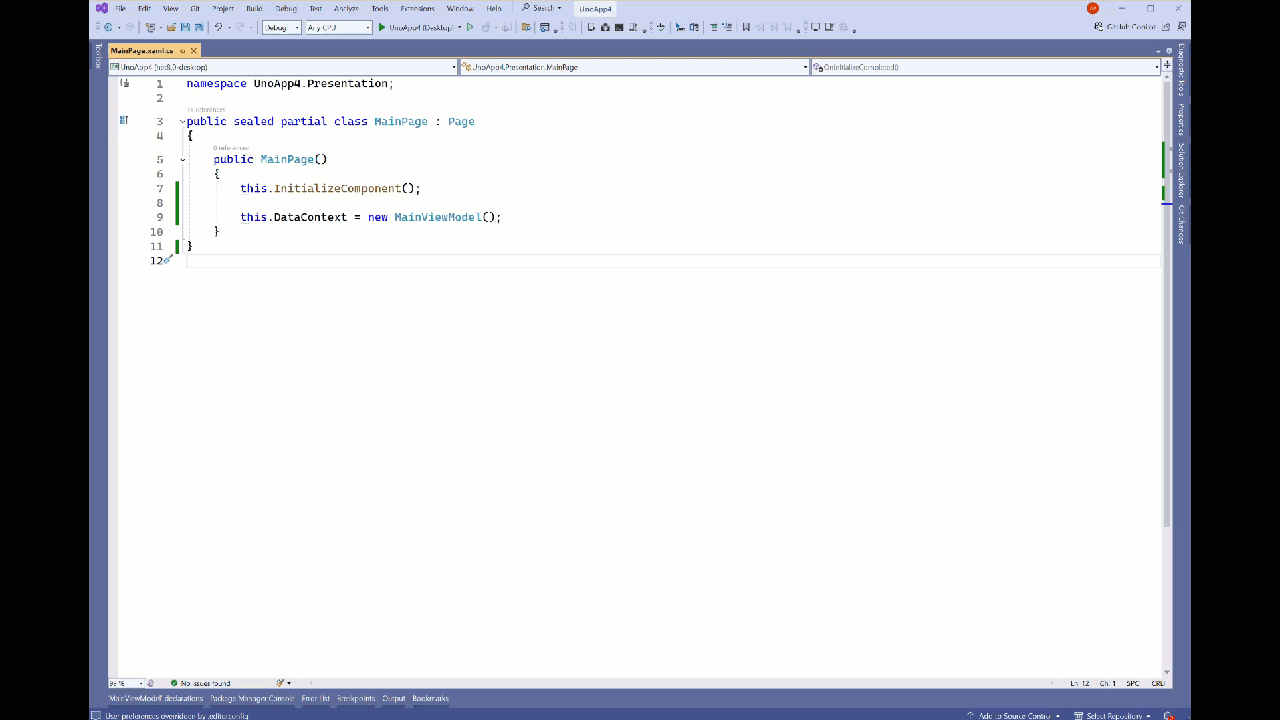 File Edit View Git Project Build Debug Test Analyze Tools Extensions Window Help Search UnoApp4
Debug Any CPU UnoApp4 (Desktop) GitHub Copilot
MainPage.xaml.cs
UnoApp4 (net8.0-desktop) UnoApp4.Presentation.MainPage OnInitializeCompleted()
Toolbox
Diagnostic Tools
Properties
Solution Explorer
Git Changes
1 namespace UnoApp4.Presentation;
2
16 references
3 public sealed partial class MainPage : Page
4 {
0 references
5 public MainPage()
6 {
7 this.InitializeComponent();
8
9 this.DataContext = new MainViewModel();
10 }
11 }
12
99 % No issues found Ln: 12 Ch: 1 SPC CRLF
'MainViewModel' declarations Package Manager Console Error List Breakpoints Output Bookmarks
User preferences overridden by .editorconfig Add to Source Control Select Repository